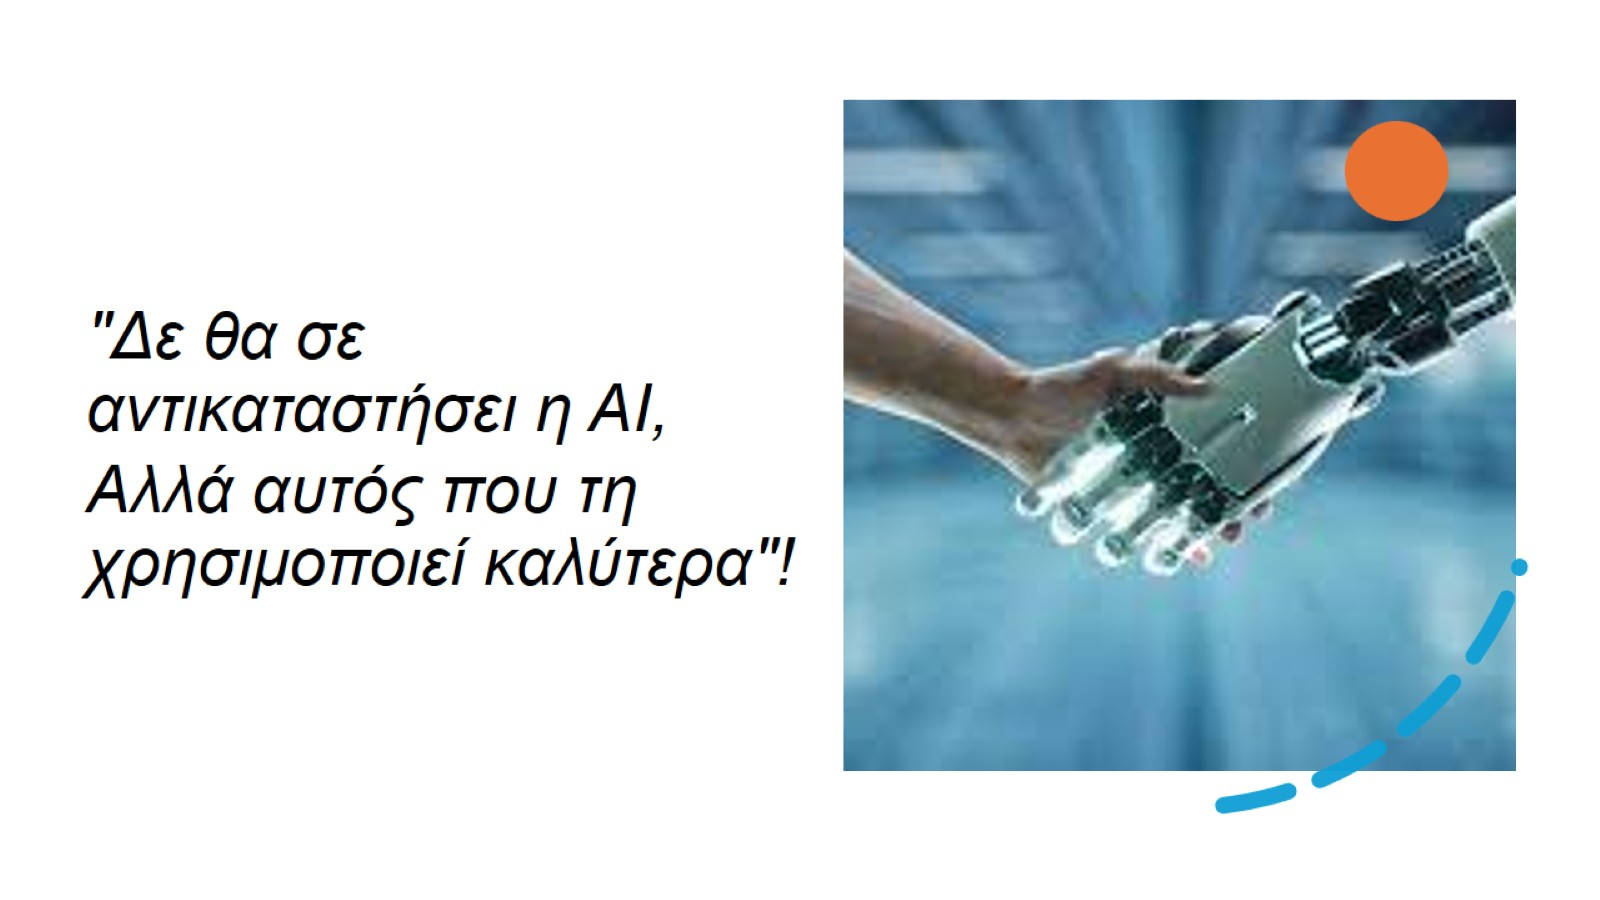 "Δε θα σε
αντικαταστήσει η AI,
Αλλά αυτός που τη
χρησιμοποιεί καλύτερα"!